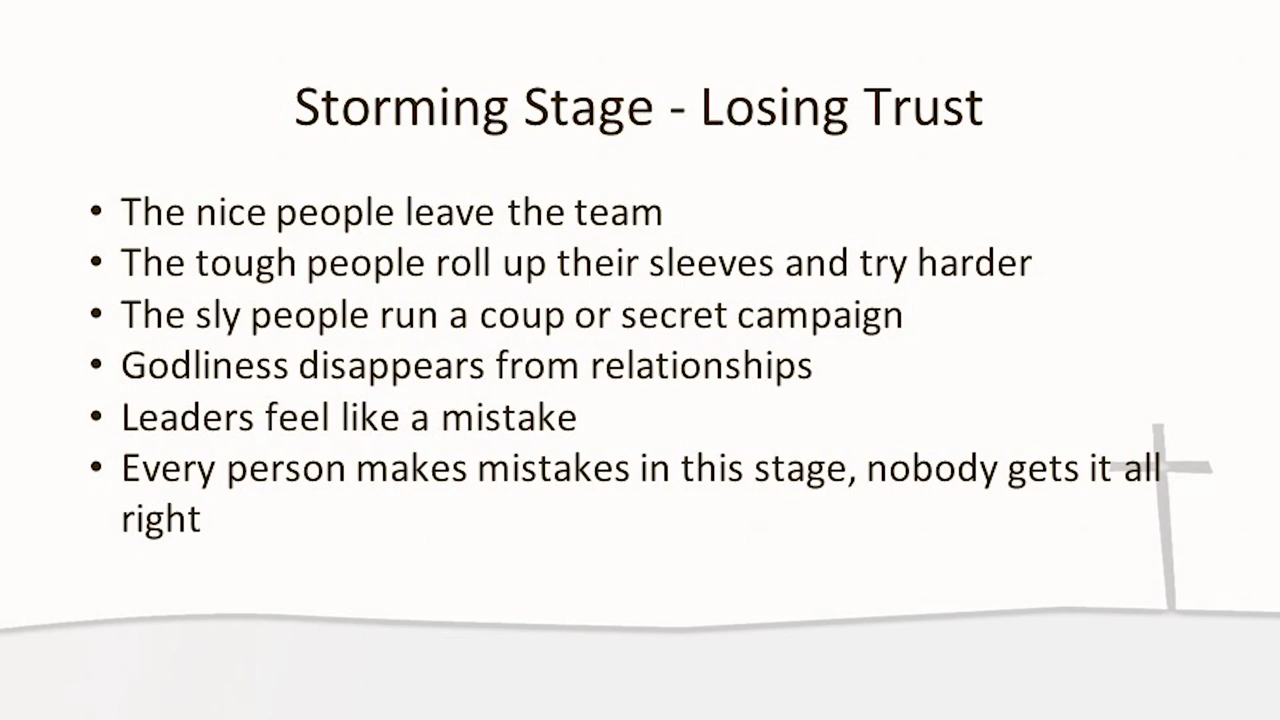 Storming Stage - Losing Trust
• The nice people leave the team
• The tough people roll up their sleeves and try harder
• The sly people run a coup or secret campaign
• Godliness disappears from relationships
• Leaders feel like a mistake
• Every person makes mistakes in this stage, nobody gets it all
right